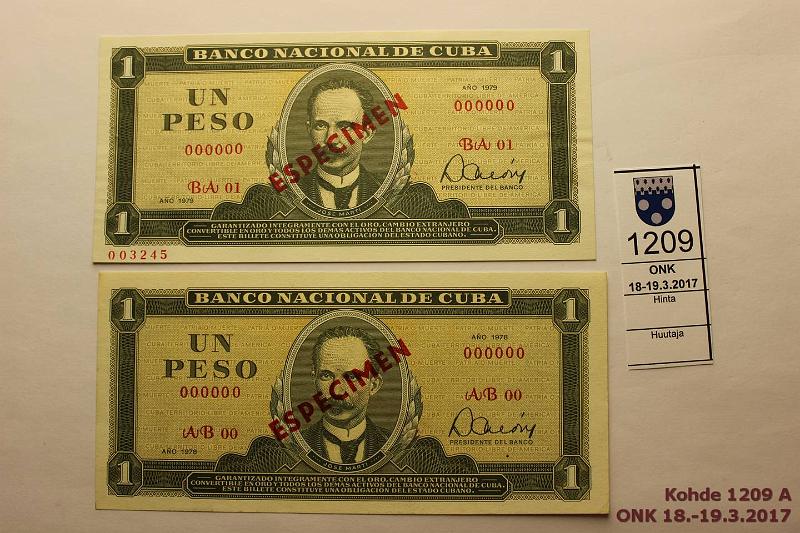 BANCO NACIONAL DE CUBA
1
1
AÑO 1979
UN
PESO
000000
000000
ESPECIMEN
BA 01
BA 01
AÑO 1979
PRESIDENTE DEL BANCO
JOSE MARTI
1
1
GARANTIZADO INTEGRAMENTE CON EL ORO, CAMBIO EXTRANJERO
CONVERTIBLE EN ORO Y TODOS LOS DEMAS ACTIVOS DEL BANCO NACIONAL DE CUBA.
ESTE BILLETE CONSTITUYE UNA OBLIGACION DEL ESTADO CUBANO.
003245
BANCO NACIONAL DE CUBA
1
1
AÑO 1978
UN
PESO
000000
000000
ESPECIMEN
AB 00
AB 00
AÑO 1978
PRESIDENTE DEL BANCO
JOSE MARTI
1
1
GARANTIZADO INTEGRAMENTE CON EL ORO, CAMBIO EXTRANJERO
CONVERTIBLE EN ORO Y TODOS LOS DEMAS ACTIVOS DEL BANCO NACIONAL DE CUBA.
ESTE BILLETE CONSTITUYE UNA OBLIGACION DEL ESTADO CUBANO.
1209
ONK
18-19.3.2017
Hinta
Huutaja
Kohde 1209 A
ONK 18.-19.3.2017